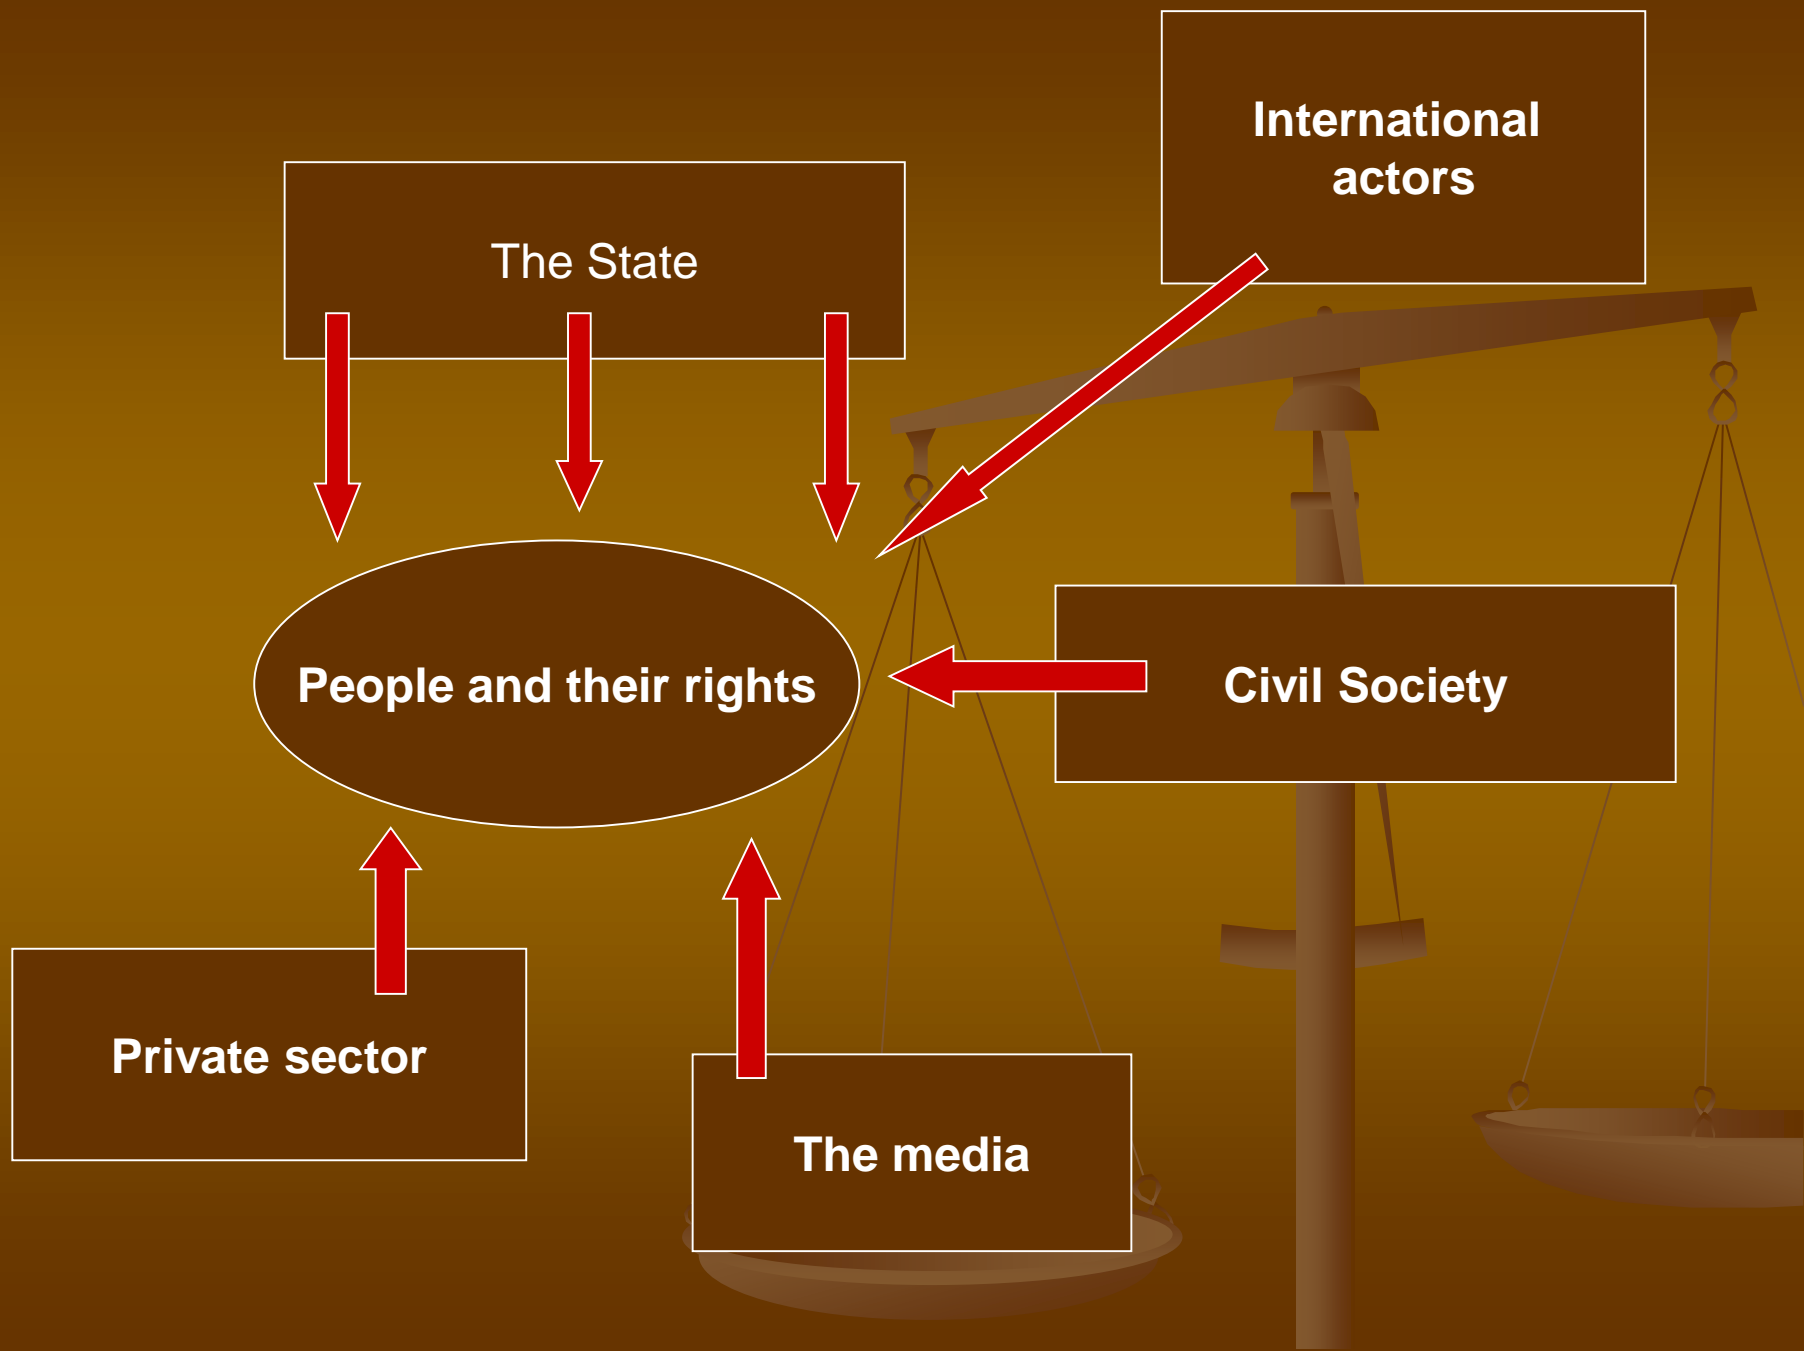 International
actors
The State
People and their rights
Civil Society
Private sector
The media